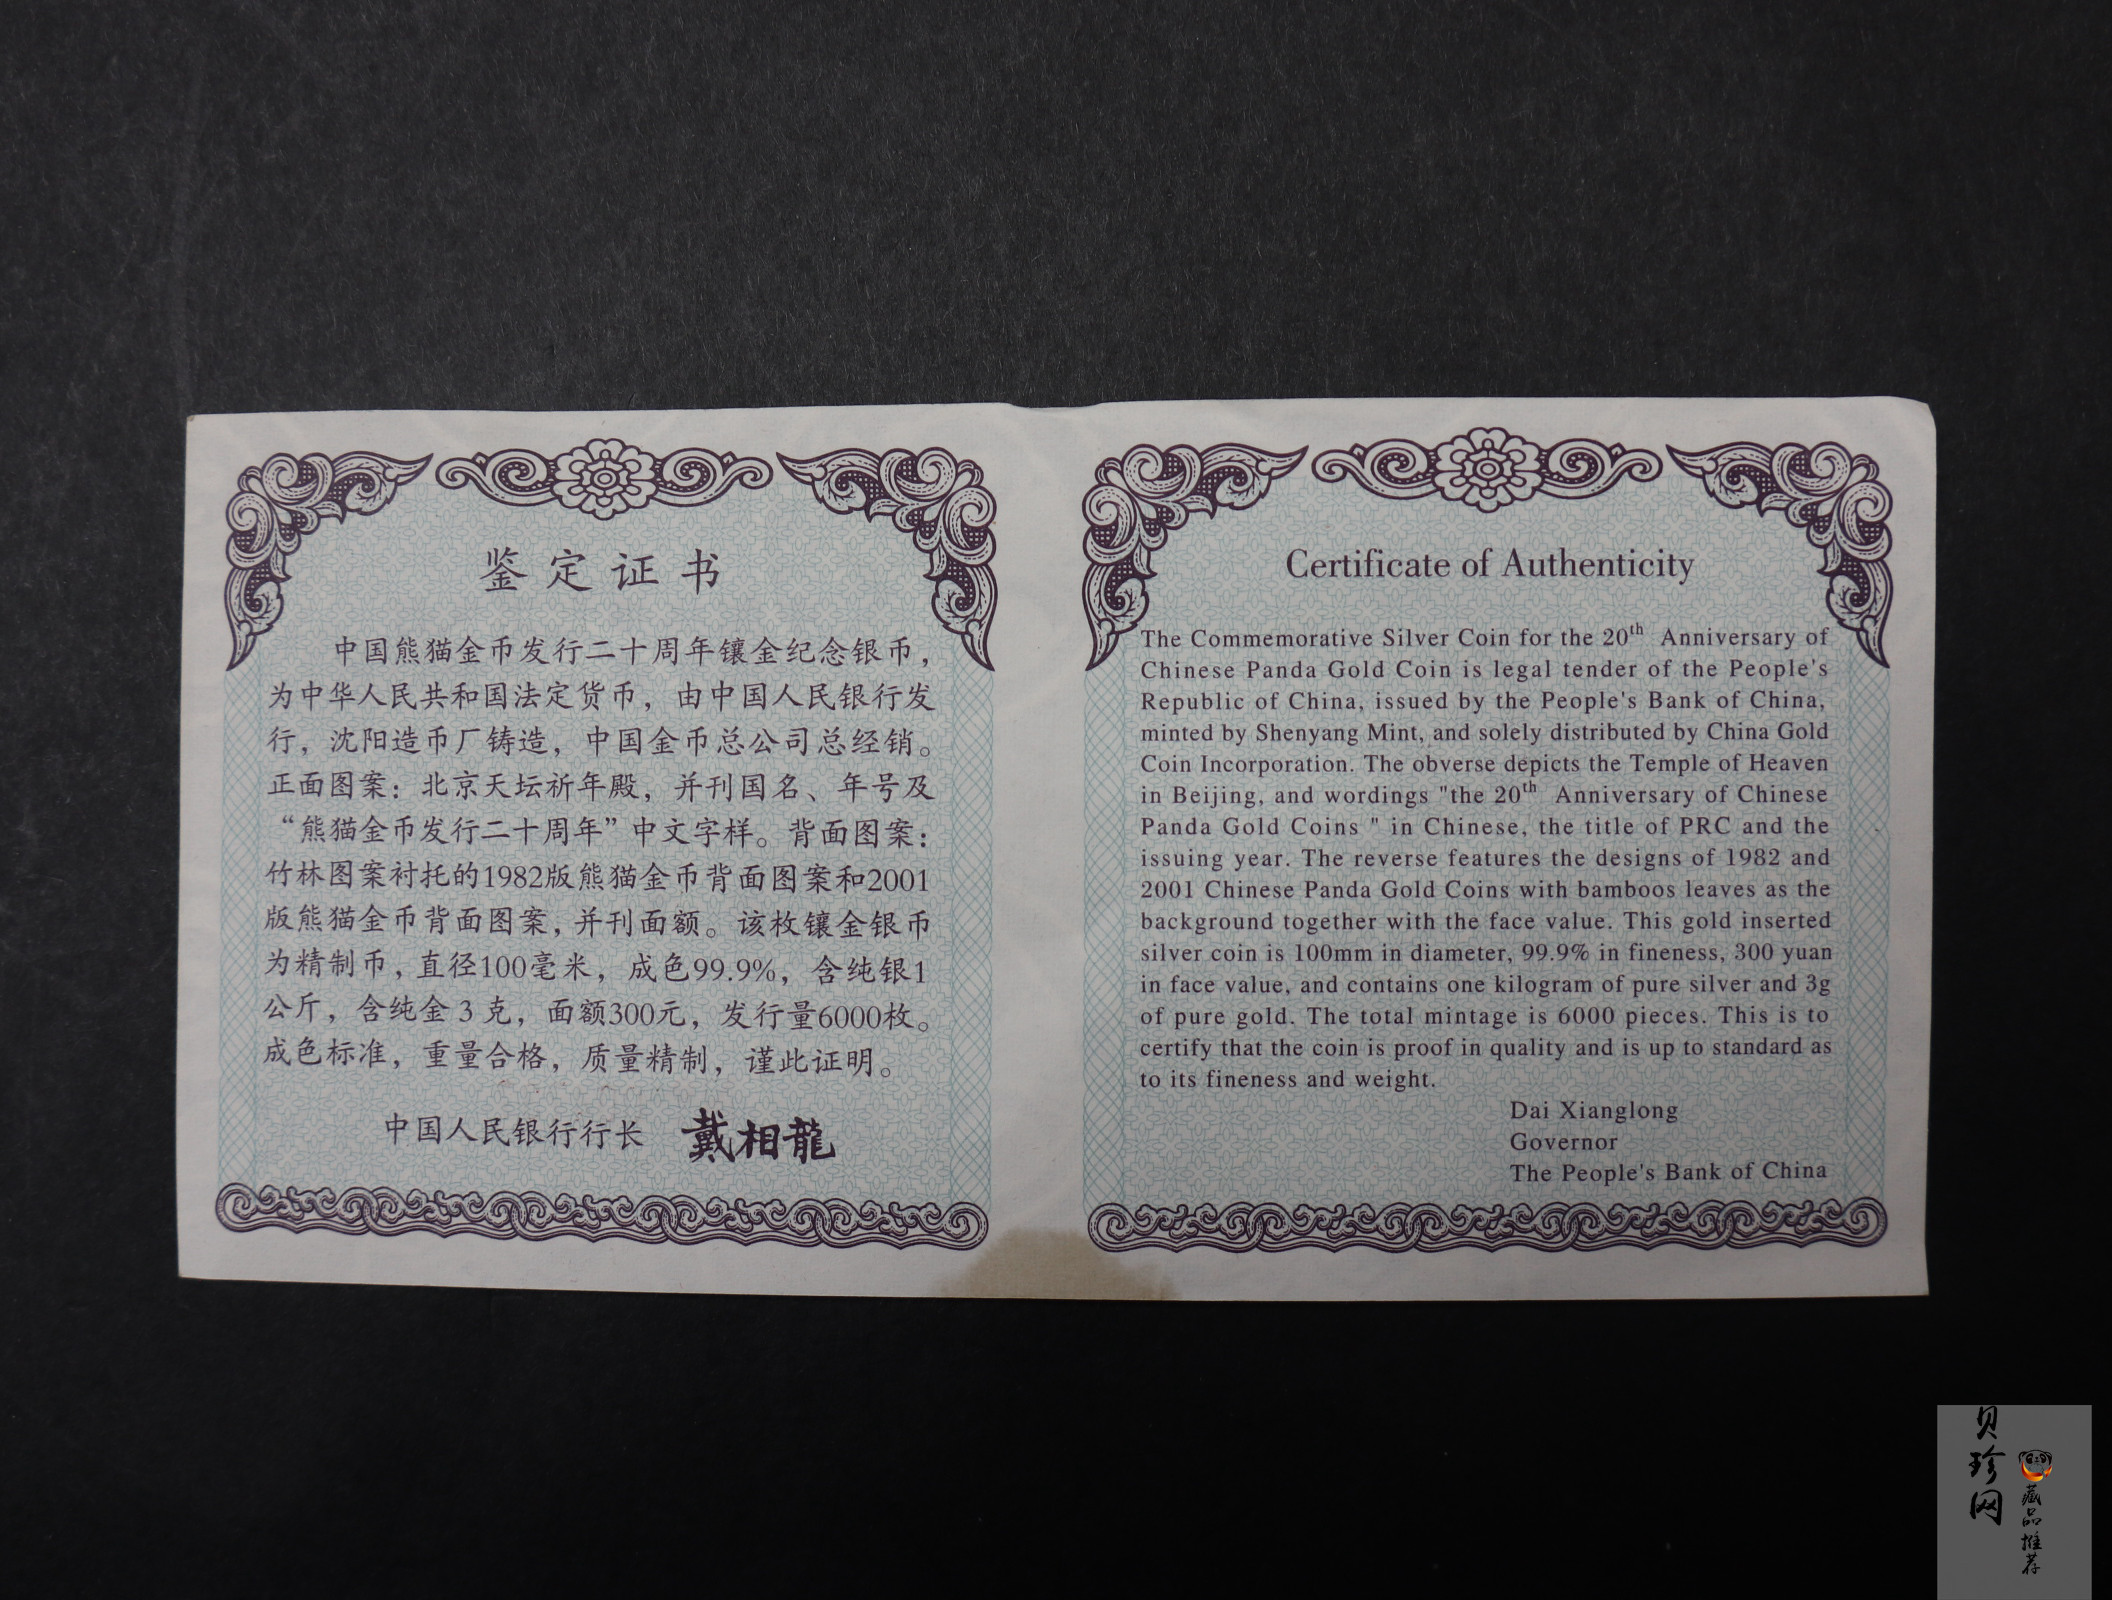 鉴定证书
中国熊猫金币发行二十周年镶金纪念银币，
为中华人民共和国法定货币，由中国人民银行发
行，沈阳造币厂铸造，中国金币总公司总经销。
正面图案：北京天坛祈年殿，并刊国名、年号及
“熊猫金币发行二十周年”中文字样。背面图案：
竹林图案衬托的1982版熊猫金币背面图案和2001
版熊猫金币背面图案，并刊面额。该枚镶金银币
为精制币，直径100毫米，成色99.9%，含纯银1
公斤，含纯金3克，面额300元，发行量6000枚。
成色标准，重量合格，质量精制，谨此证明。
中国人民银行行长 戴相龍
Certificate of Authenticity
The Commemorative Silver Coin for the 20th Anniversary of
Chinese Panda Gold Coin is legal tender of the People's
Republic of China, issued by the People's Bank of China,
minted by Shenyang Mint, and solely distributed by China Gold
Coin Incorporation. The obverse depicts the Temple of Heaven
in Beijing, and wordings "the 20th Anniversary of Chinese
Panda Gold Coins " in Chinese, the title of PRC and the
issuing year. The reverse features the designs of 1982 and
2001 Chinese Panda Gold Coins with bamboos leaves as the
background together with the face value. This gold inserted
silver coin is 100mm in diameter, 99.9% in fineness, 300 yuan
in face value, and contains one kilogram of pure silver and 3g
of pure gold. The total mintage is 6000 pieces. This is to
certify that the coin is proof in quality and is up to standard as
to its fineness and weight.
Dai Xianglong
Governor
The People's Bank of China
贝珍网
藏品推荐